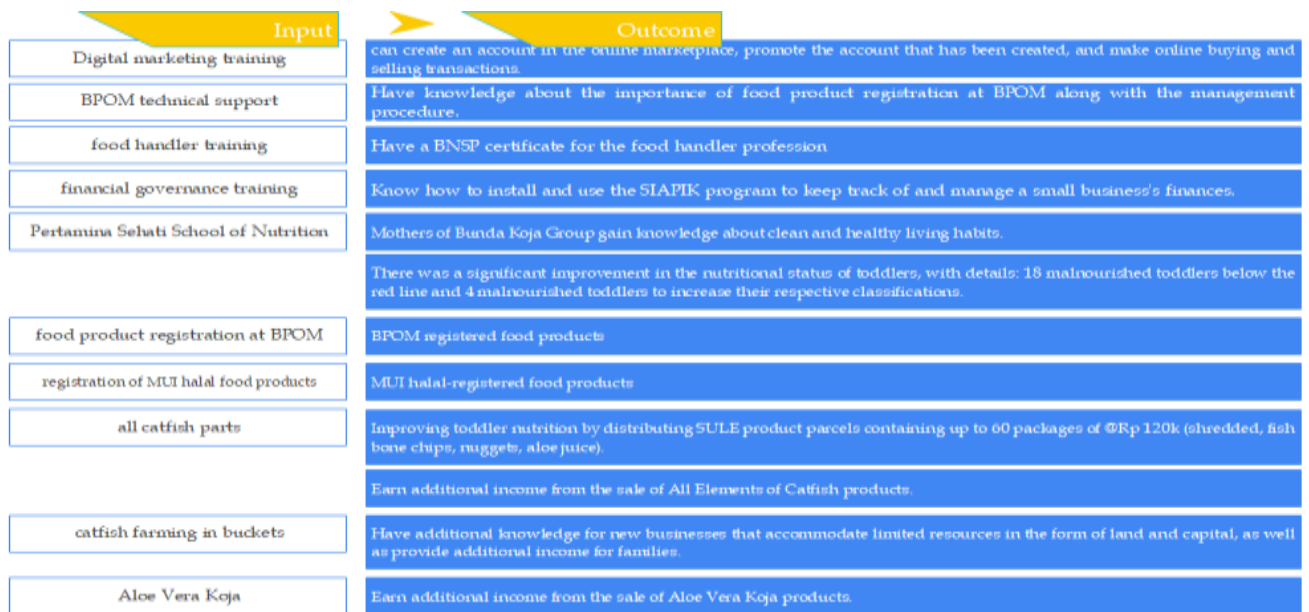 Input
Outcome
Digital marketing training
can create an account in the online marketplace, promote the account that has been created, and make online buying and
selling transactions.
BPOM technical support
Have knowledge about the importance of food product registration at BPOM along with the management
procedure.
food handler training
Have a BNSP certificate for the food handler profession
financial governance training
Know how to install and use the SIAPIK program to keep track of and manage a small business's finances.
Pertamina Sehati School of Nutrition
Mothers of Bunda Koja Group gain knowledge about clean and healthy living habits.
There was a significant improvement in the nutritional status of toddlers, with details: 18 malnourished toddlers below the
red line and 4 malnourished toddlers to increase their respective classifications.
food product registration at BPOM
BPOM registered food products
registration of MUI halal food products
MUI halal-registered food products
all catfish parts
Improving toddler nutrition by distributing SULE product parcels containing up to 60 packages of @Rp 120k (shredded, fish
bone chips, nuggets, aloe juice).
Earn additional income from the sale of All Elements of Catfish products.
catfish farming in buckets
Have additional knowledge for new businesses that accommodate limited resources in the form of land and capital, as well
as provide additional income for families.
Aloe Vera Koja
Earn additional income from the sale of Aloe Vera Koja products.